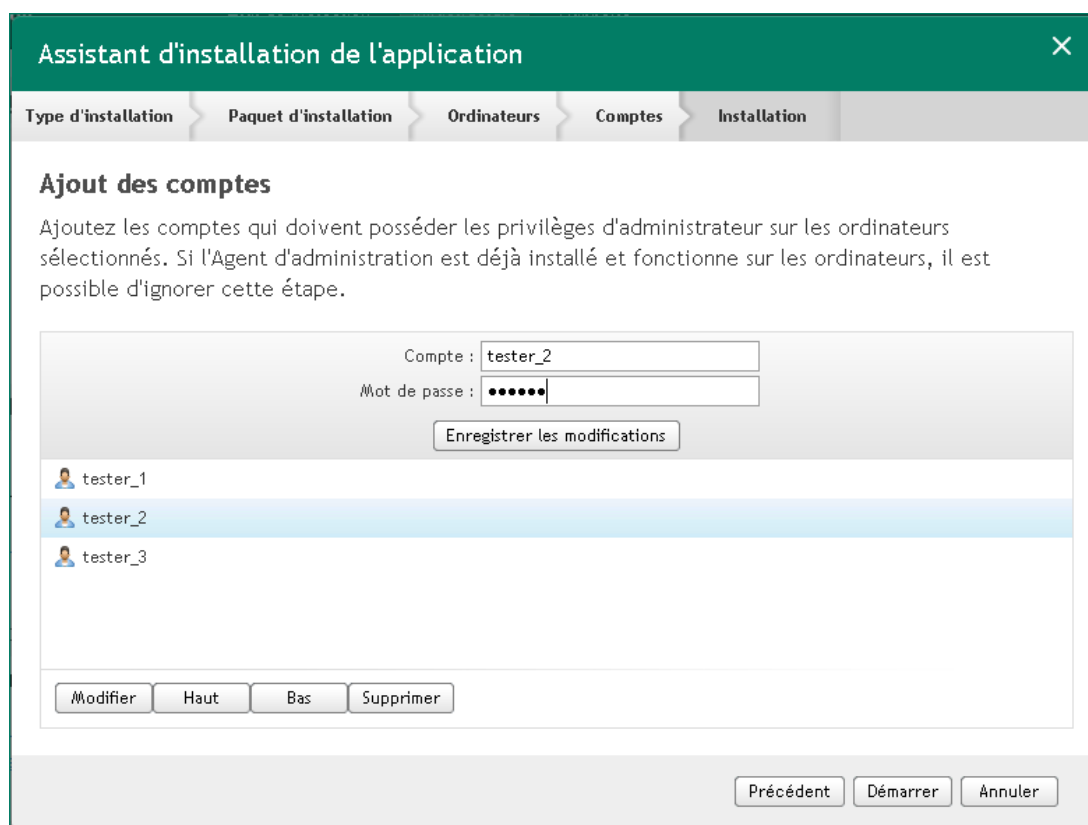 Assistant d'installation de l'application
Type d'installation Paquet d'installation Ordinateurs Comptes Installation
Ajout des comptes
Ajoutez les comptes qui doivent posséder les privilèges d'administrateur sur les ordinateurs
sélectionnés. Si l'Agent d'administration est déjà installé et fonctionne sur les ordinateurs, il est
possible d'ignorer cette étape.
Compte : tester_2
Mot de passe : ••••••
Enregistrer les modifications
tester_1
tester_2
tester_3
Modifier Haut Bas Supprimer
Précédent Démarrer Annuler